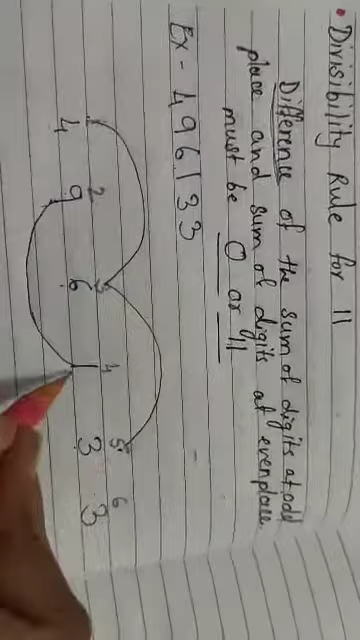 • Divisibility Rule for 11
Difference of the sum of digits at odd
place and sum of digits at even place
must be 0 or 11
Ex - 496133
1 2 3 4 5 6
4 9 6 1 3 3